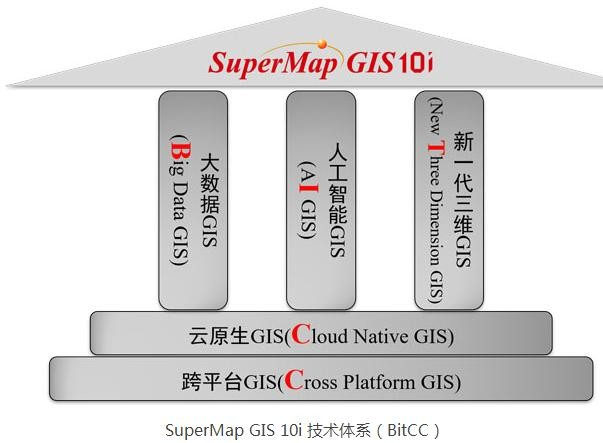 SuperMap GIS 10i
大数据GIS
(Big Data GIS)
人工智能GIS
(AI GIS)
新一代三维GIS
(New Three Dimension GIS)
云原生GIS(Cloud Native GIS)
跨平台GIS(Cross Platform GIS)
SuperMap GIS 10i 技术体系（BitCC）